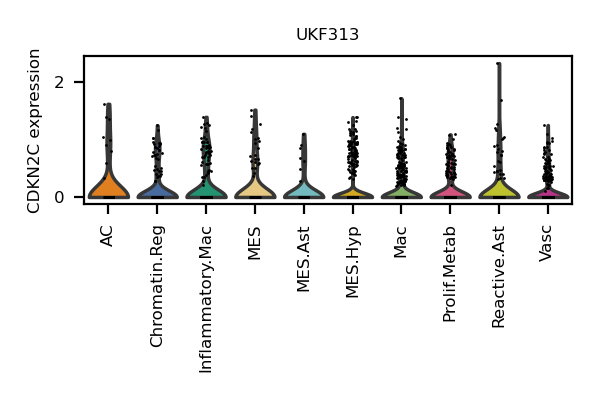 UKF313
CDKN2C expression
2
0
AC
Chromatin.Reg
Inflammatory.Mac
MES
MES.Ast
MES.Hyp
Mac
Prolif.Metab
Reactive.Ast
Vasc